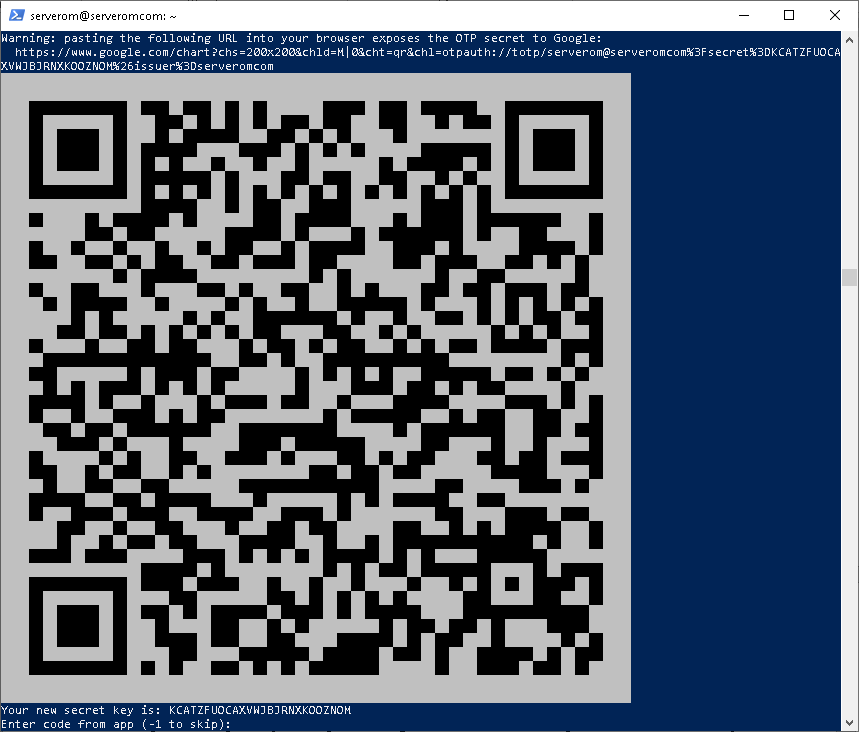 serverom@serveromcom: ~
Warning: pasting the following URL into your browser exposes the OTP secret to Google:
https://www.google.com/chart?chs=200x200&chld=M|0&cht=qr&chl=otpauth://totp/serverom@serveromcom%3Fsecret%3DKCATZFUOCA
XVWJBJRNXKOOZNOM%26issuer%3Dserveromcom
Your new secret key is: KCATZFUOCAXVWJBJRNXKOOZNOM
Enter code from app (-1 to skip):